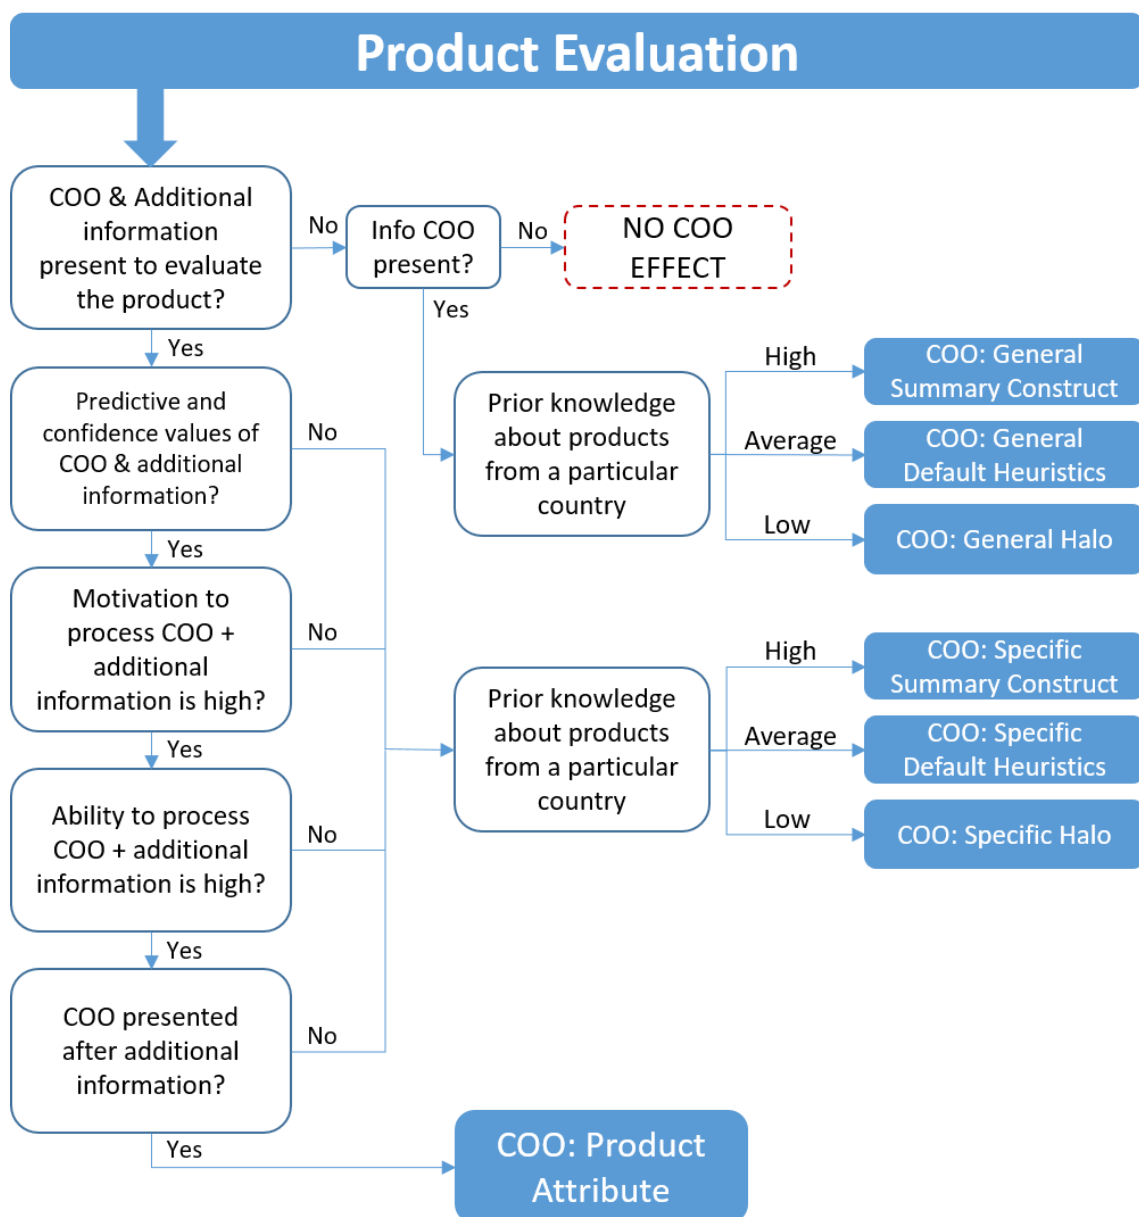 Product Evaluation
COO & Additional
information
present to evaluate
the product?
No
Info COO
present?
No
NO COO
EFFECT
Yes
Yes
Predictive and
confidence values of
COO & additional
information?
No
Prior knowledge
about products
from a particular
country
High
COO: General
Summary Construct
Average
COO: General
Default Heuristics
Low
COO: General Halo
Yes
Motivation to
process COO +
additional
information is high?
No
Prior knowledge
about products
from a particular
country
High
COO: Specific
Summary Construct
Average
COO: Specific
Default Heuristics
Low
COO: Specific Halo
Yes
Ability to process
COO + additional
information is high?
No
Yes
COO presented
after additional
information?
No
Yes
COO: Product
Attribute